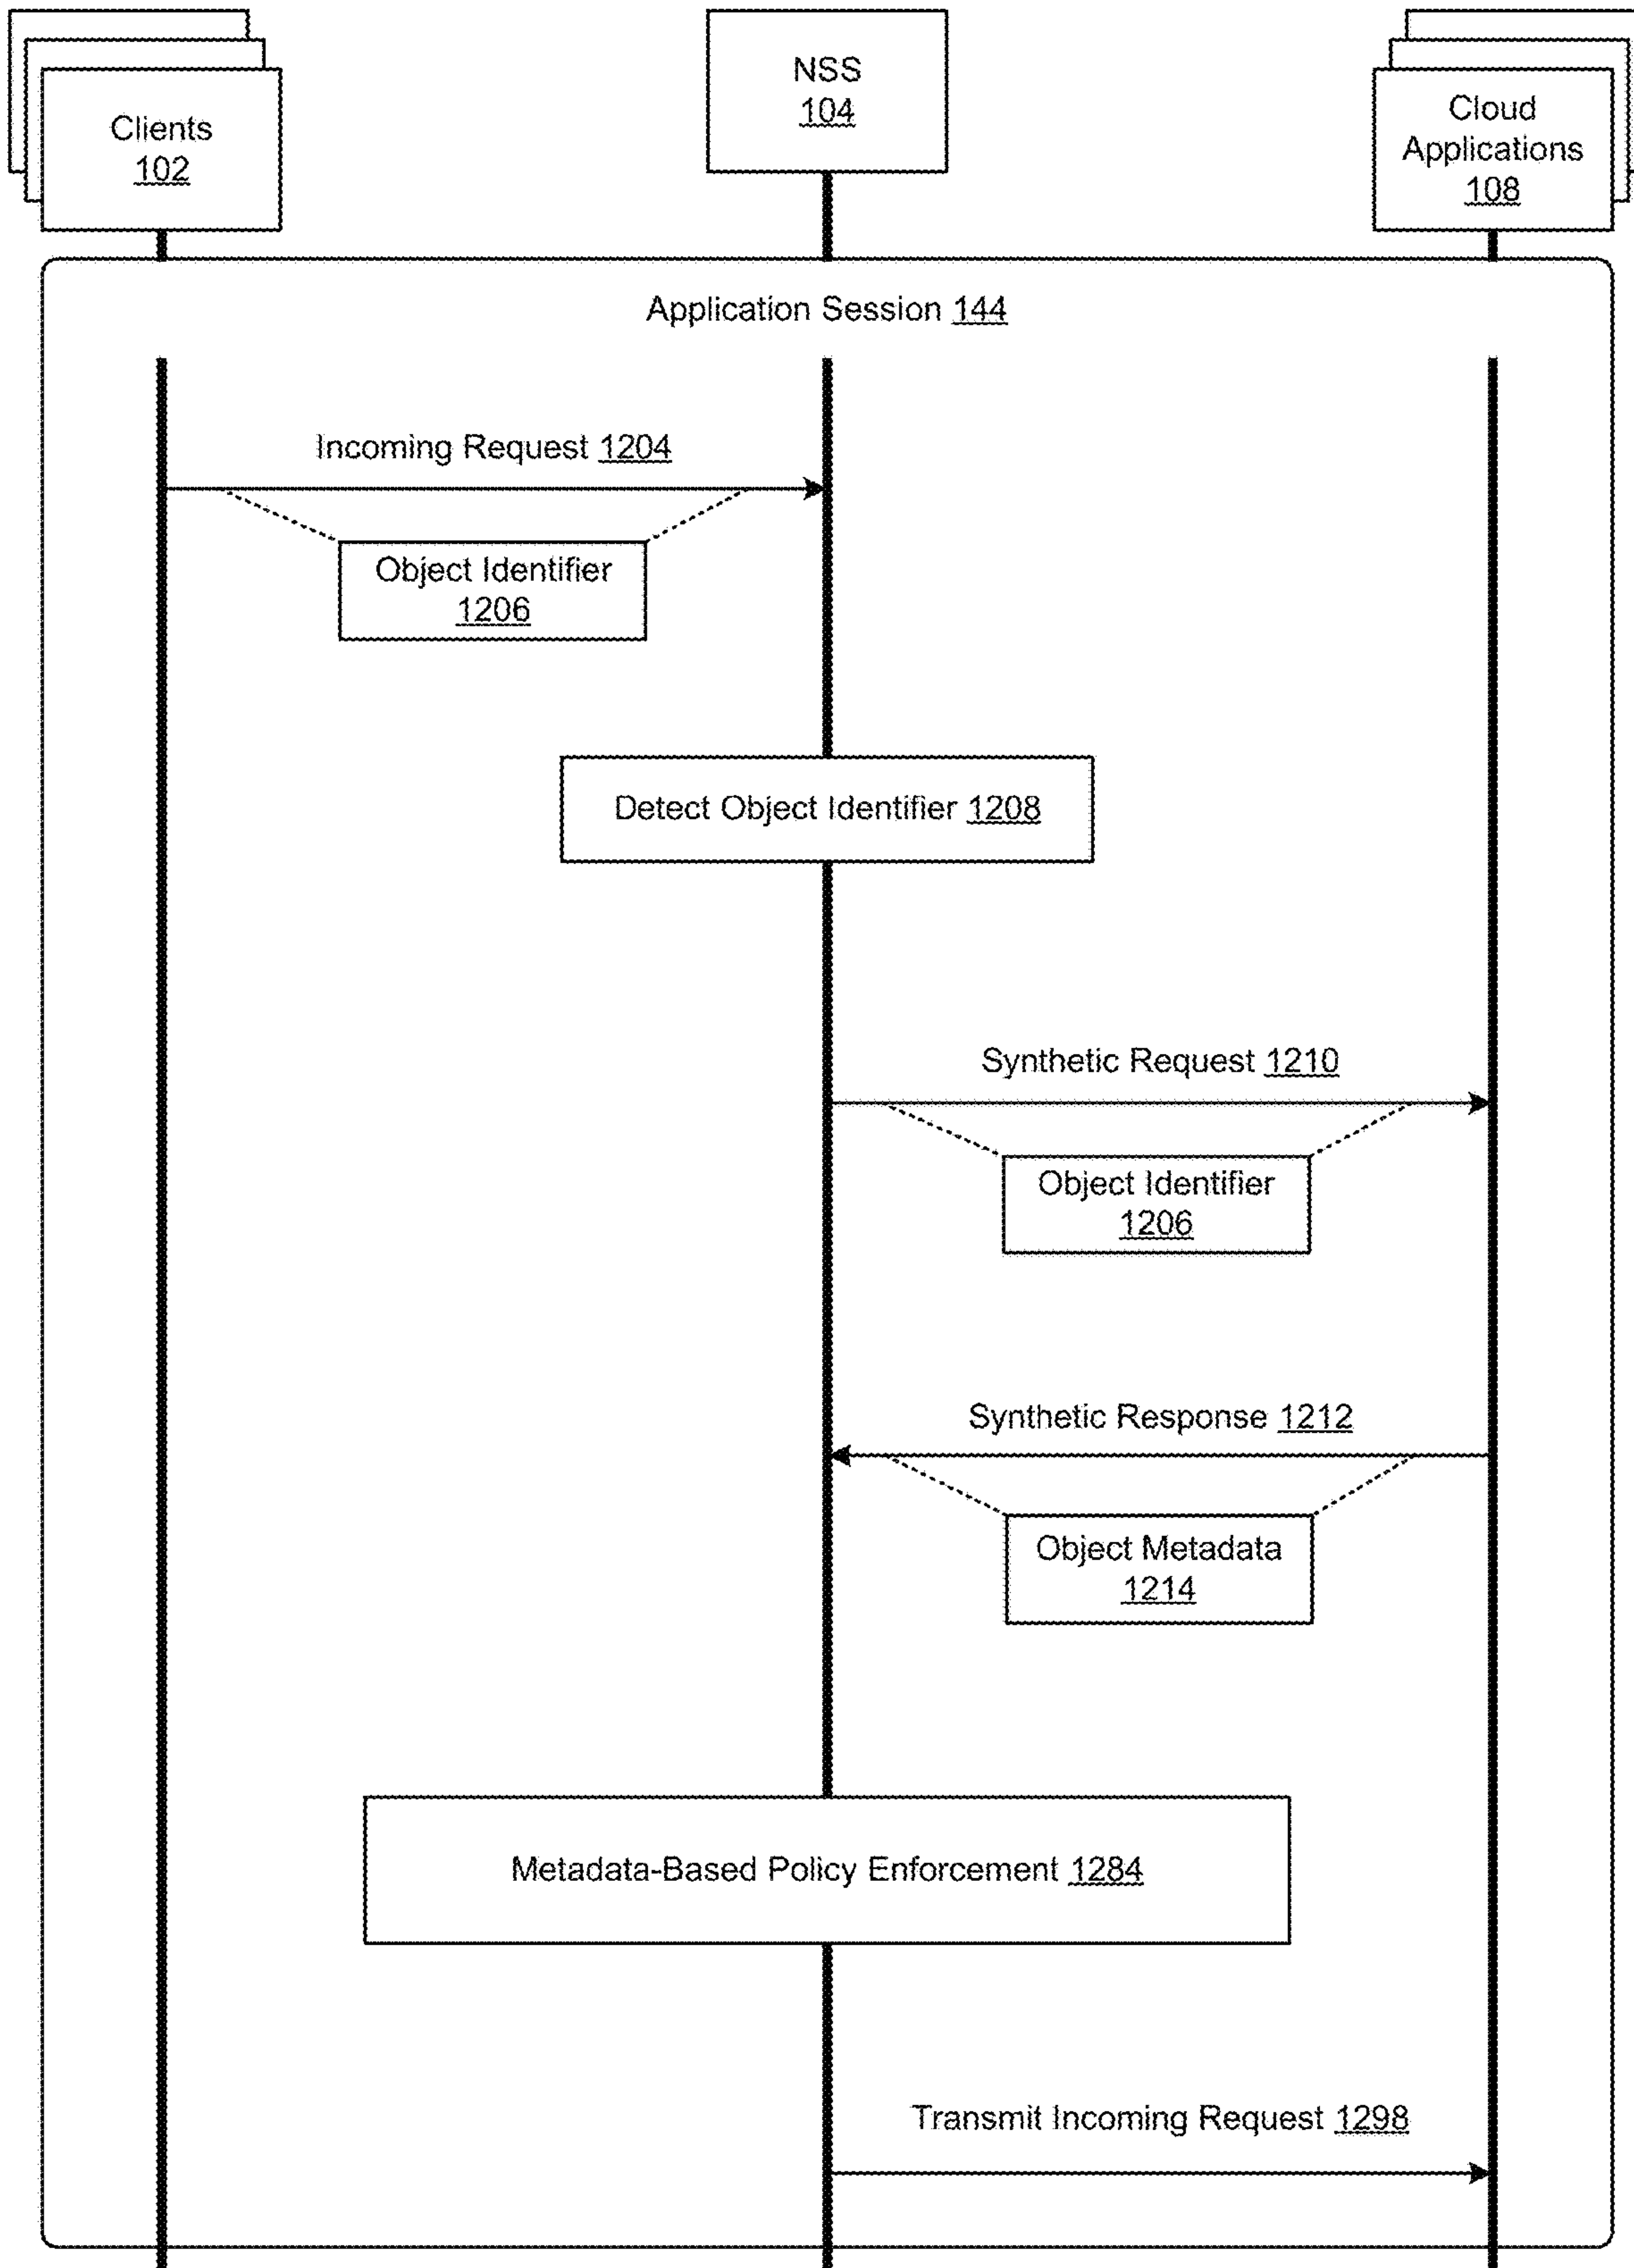 Clients
102
NSS
104
Cloud
Applications
108
Application Session 144
Incoming Request 1204
Object Identifier
1206
Detect Object Identifier 1208
Synthetic Request 1210
Object Identifier
1206
Synthetic Response 1212
Object Metadata
1214
Metadata-Based Policy Enforcement 1284
Transmit Incoming Request 1298